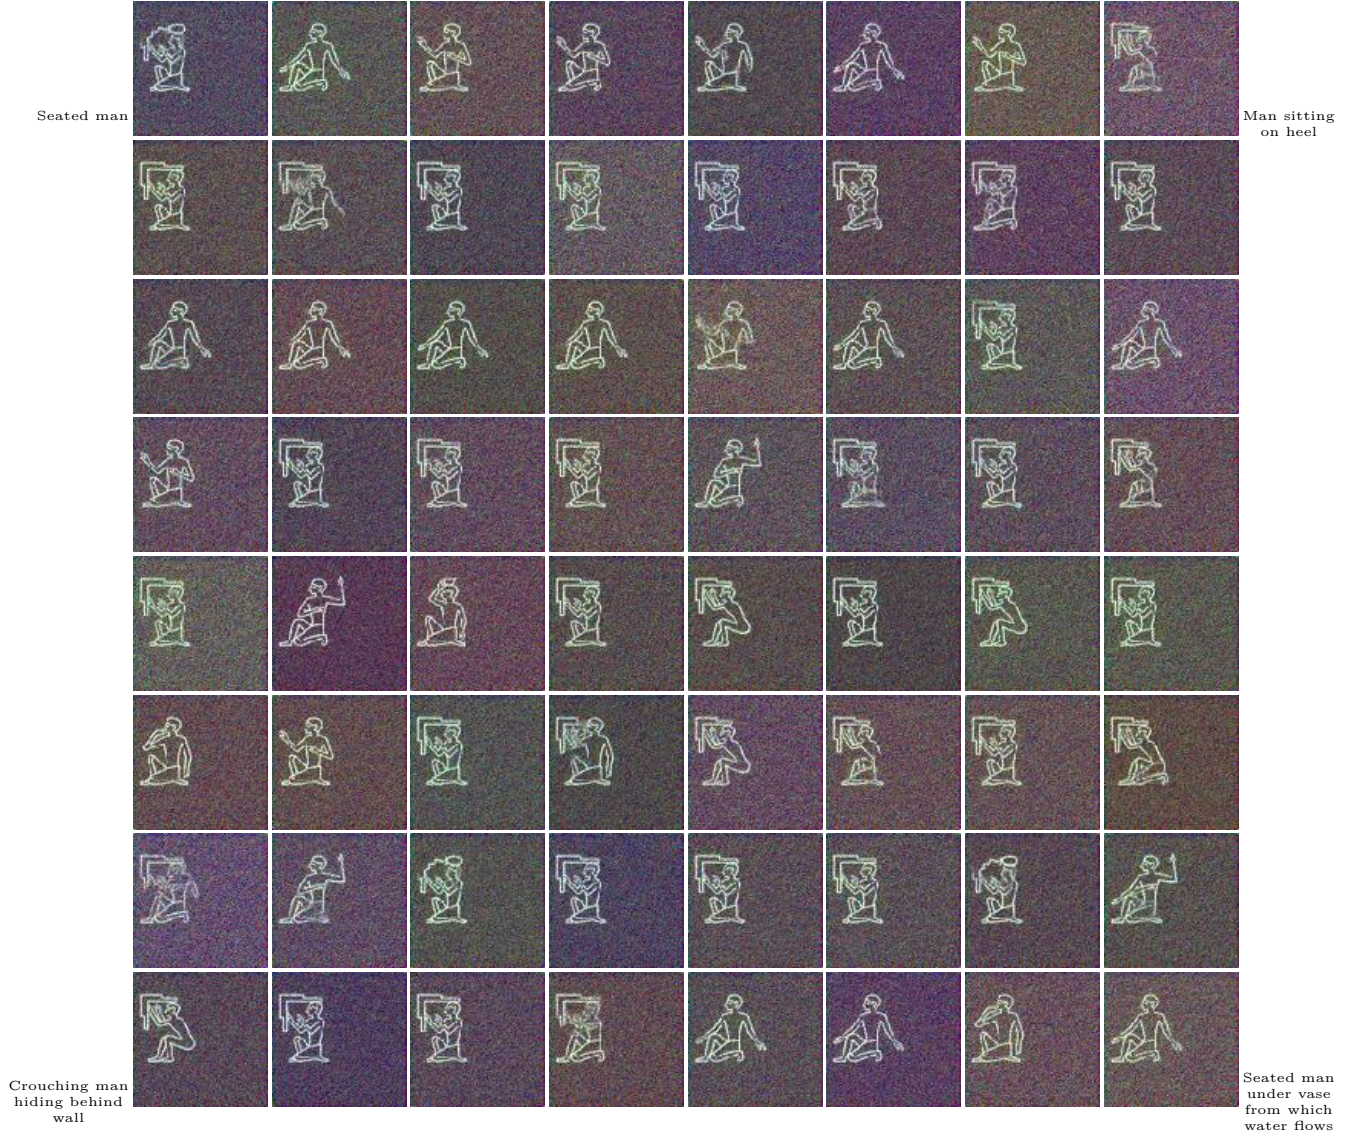 Seated man
Man sitting
on heel
Crouching man
hiding behind
wall
Seated man
under vase
from which
water flows